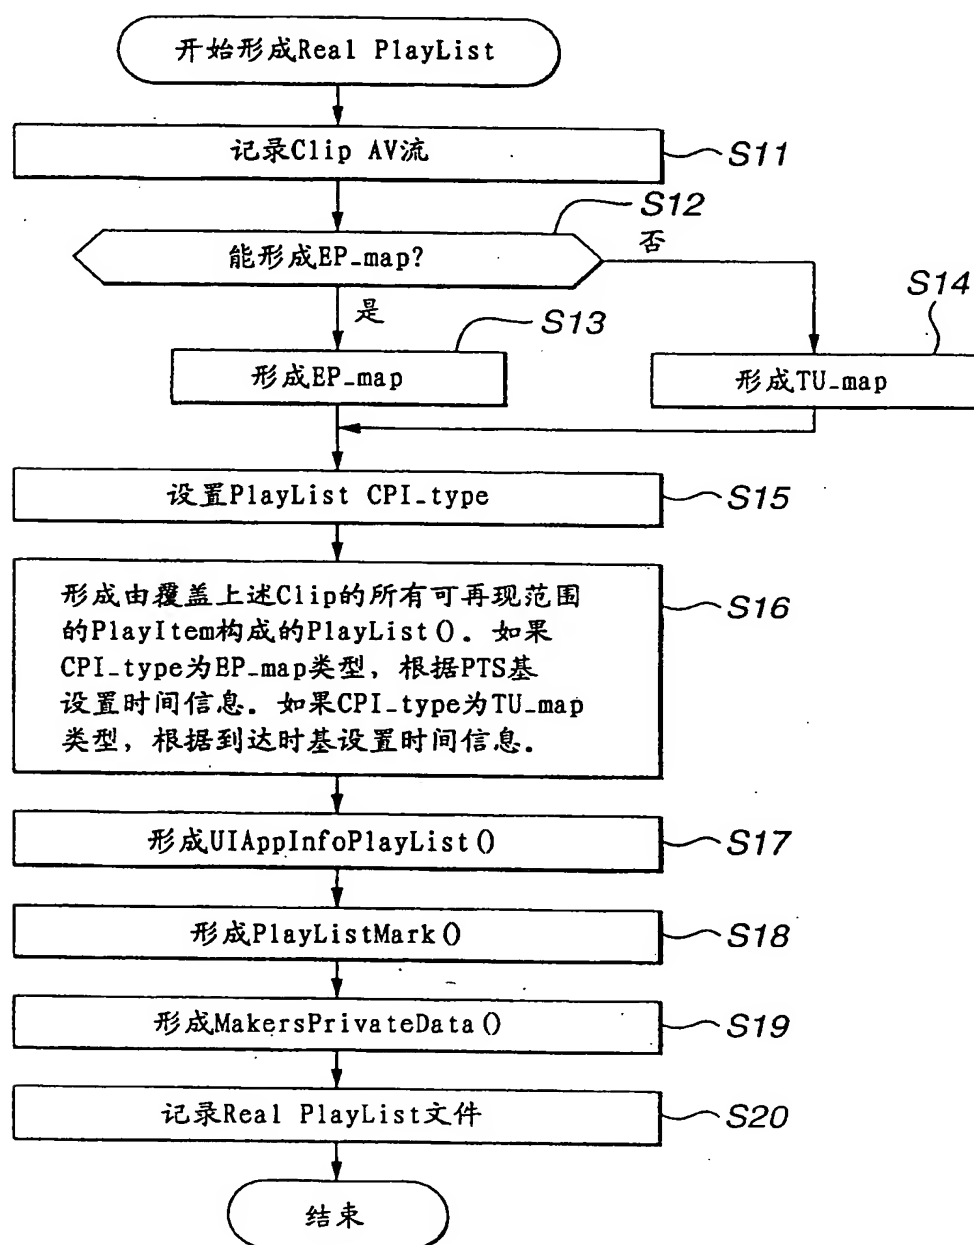 开始形成Real PlayList
记录Clip AV流
S11
S12
能形成EP_map?
否
是
S13
S14
形成EP_map
形成TU_map
设置PlayList CPI_type
S15
形成由覆盖上述Clip的所有可再现范围
的PlayItem构成的PlayList()。如果
CPI_type为EP_map类型，根据PTS基
设置时间信息。如果CPI_type为TU_map
类型，根据到达时基设置时间信息。
S16
形成UIAppInfoPlayList()
S17
形成PlayListMark()
S18
形成MakersPrivateData()
S19
记录Real PlayList文件
S20
结束